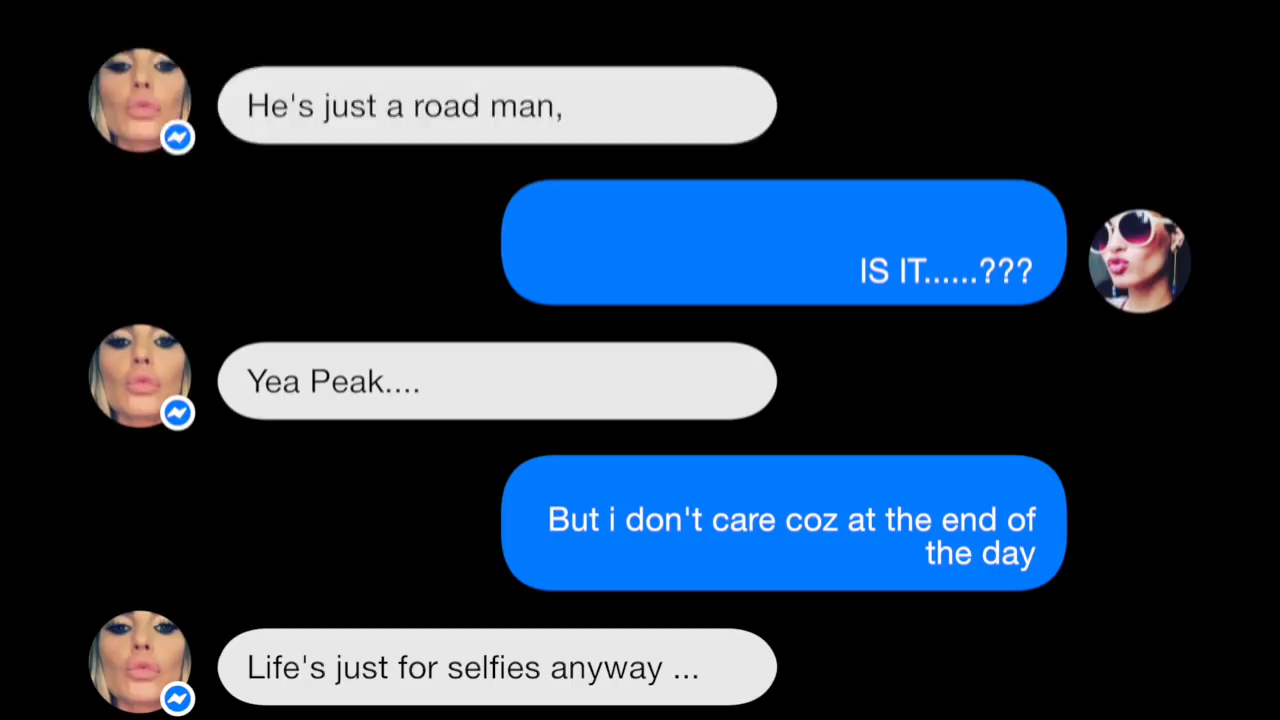 He's just a road man,
IS IT......???
Yea Peak....
But i don't care coz at the end of
the day
Life's just for selfies anyway ...